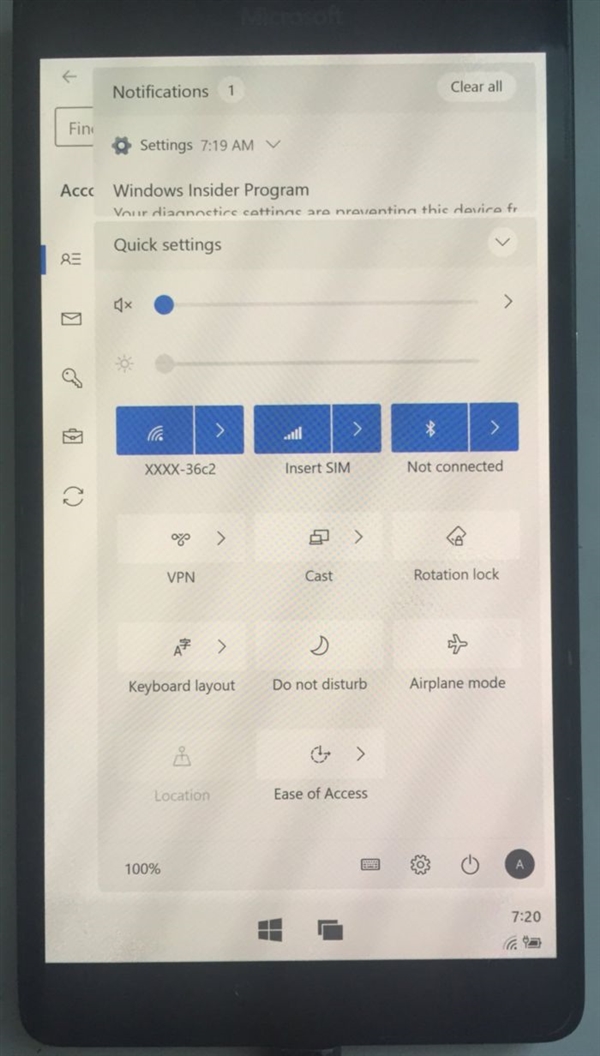 Microsoft
Notifications 1
Clear all
Fin
Settings 7:19 AM
Acco
Windows Insider Program
Your diagnostics settings are preventing this device fr
Quick settings
XXXX-36c2
Insert SIM
Not connected
VPN
Cast
Rotation lock
A字
Keyboard layout
Do not disturb
Airplane mode
Location
Ease of Access
100%
A
7:20